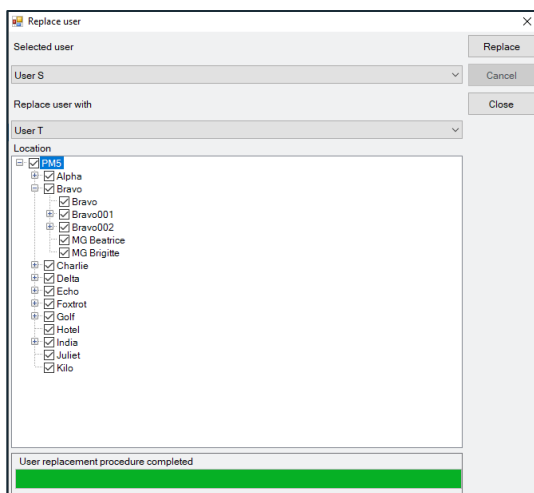 Replace user
Selected user
Replace
User S
Cancel
Replace user with
Close
User T
Location
PM5
Alpha
Bravo
Bravo
Bravo001
Bravo002
MG Beatrice
MG Brigitte
Charlie
Delta
Echo
Foxtrot
Golf
Hotel
India
Juliet
Kilo
User replacement procedure completed